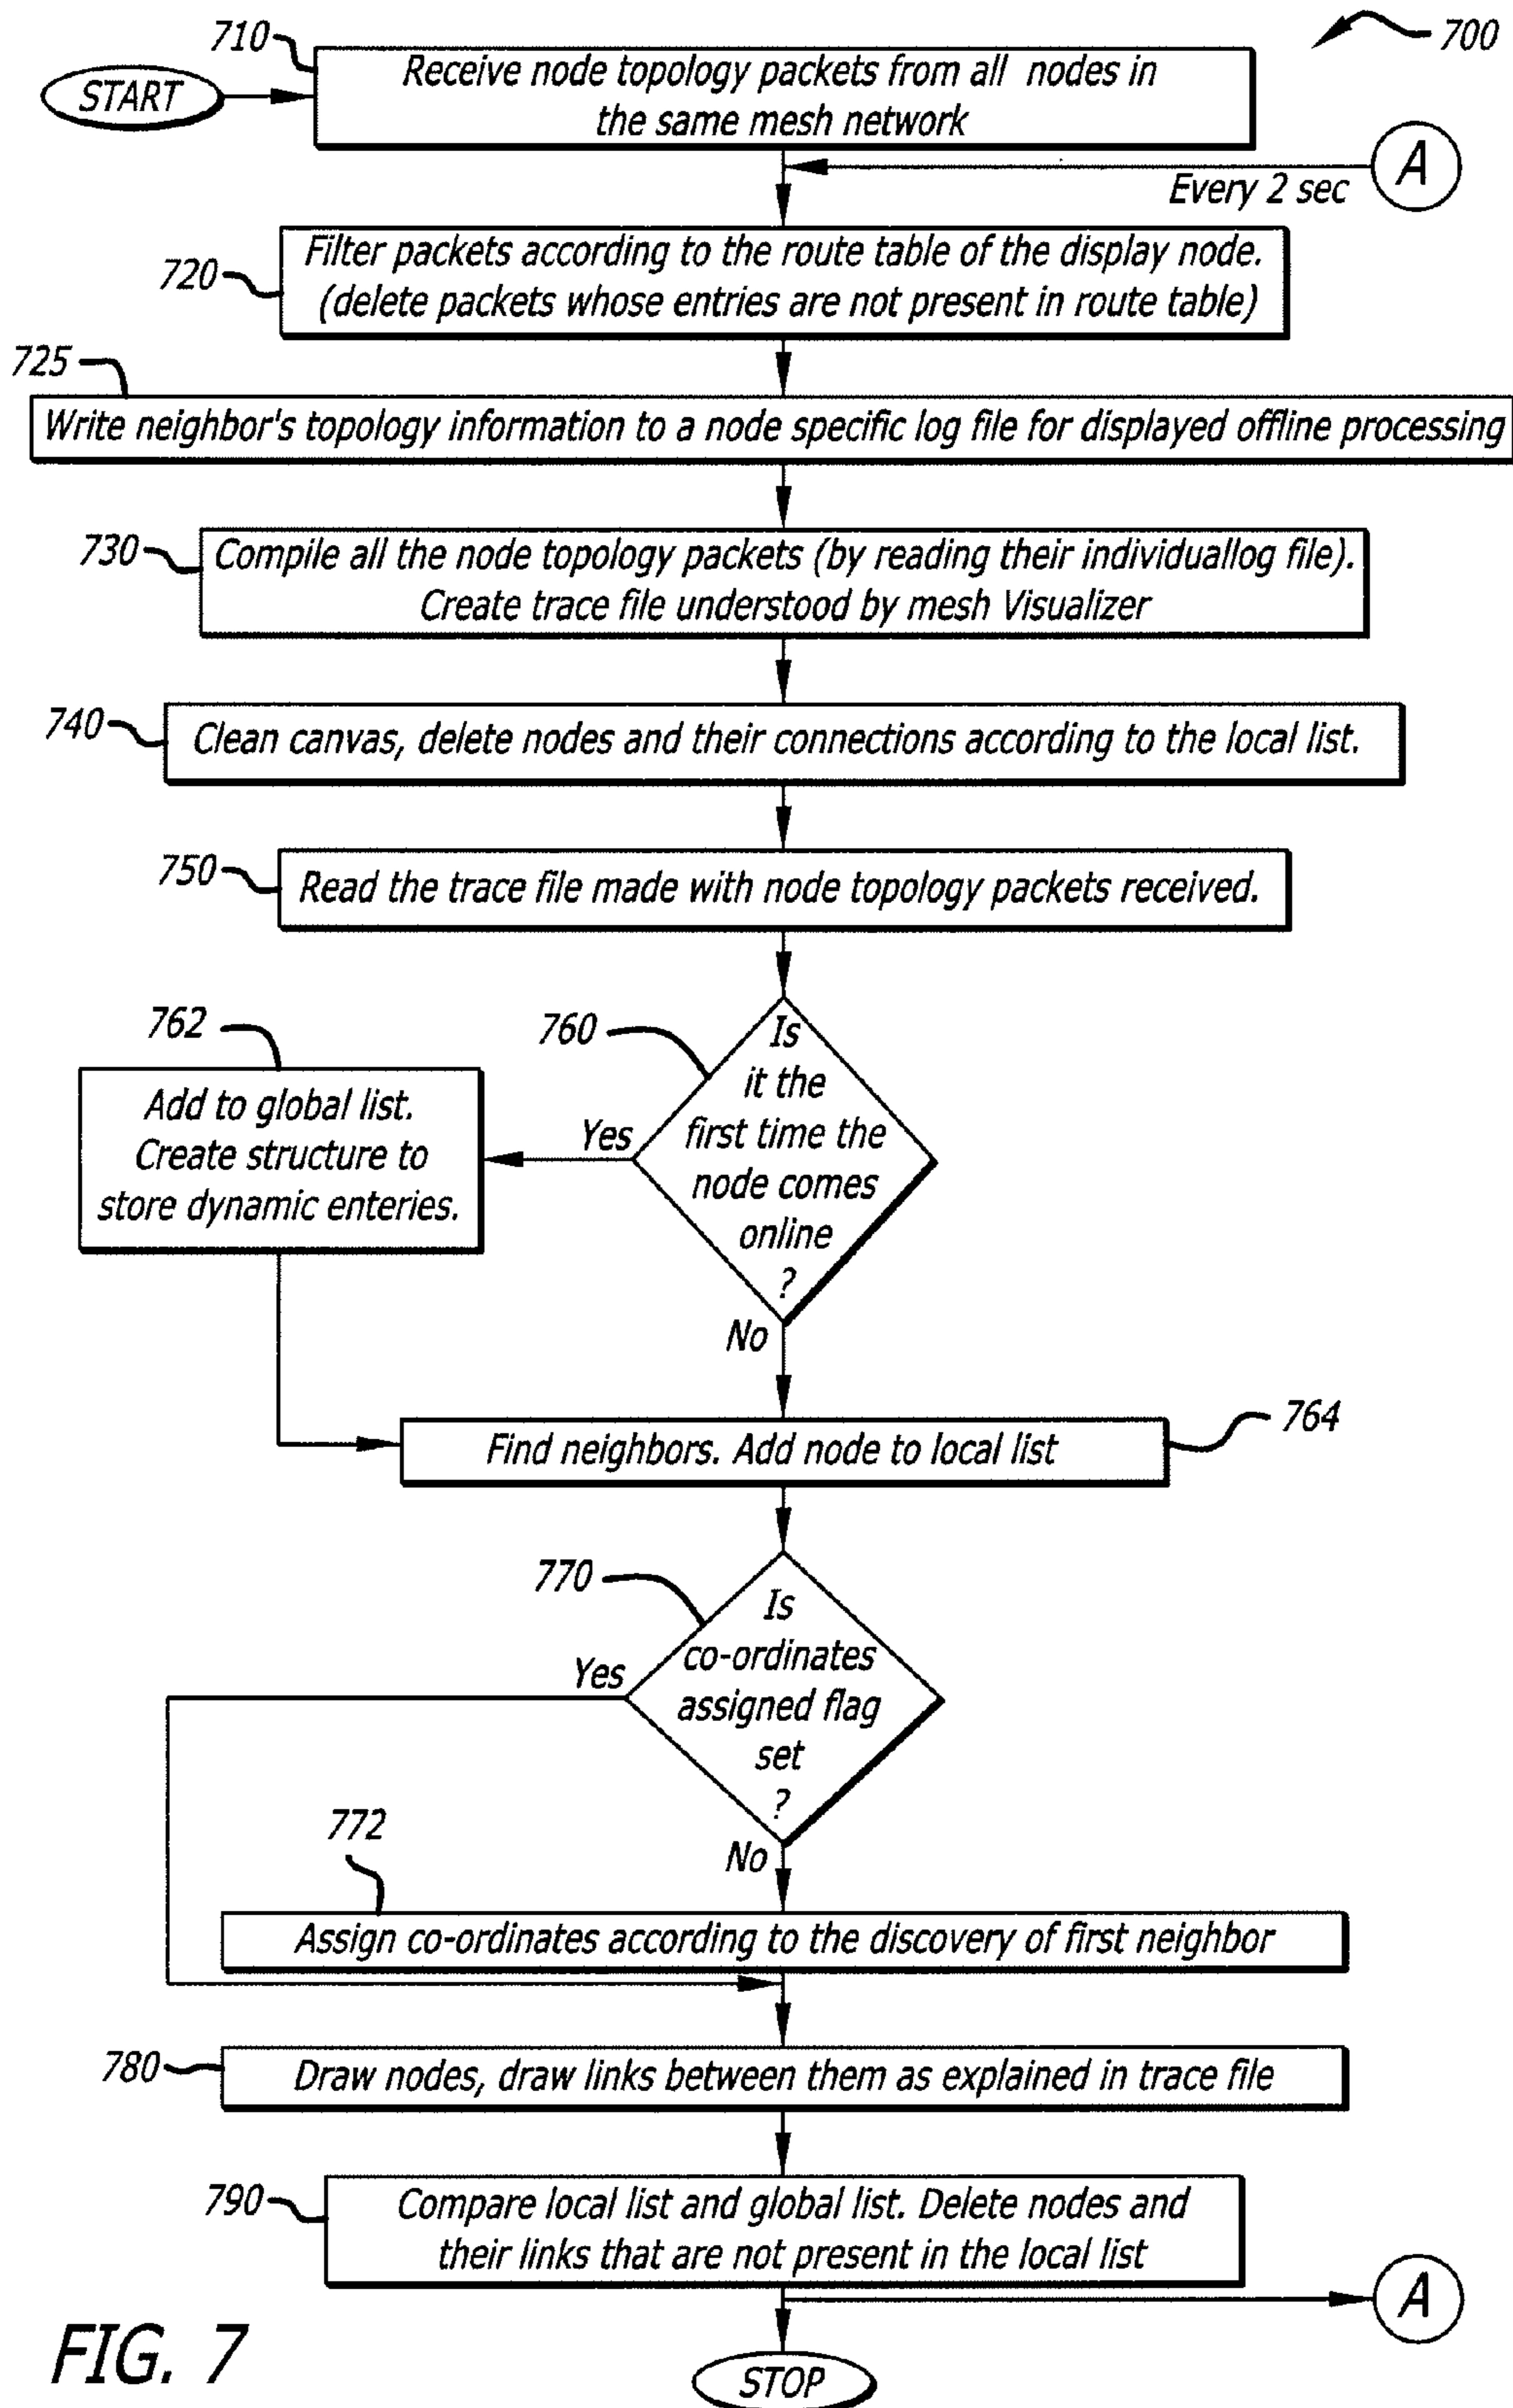 700
710
START
Receive node topology packets from all nodes in
the same mesh network
A
Every 2 sec
720
Filter packets according to the route table of the display node.
(delete packets whose entries are not present in route table)
725
Write neighbor's topology information to a node specific log file for displayed offline processing
730
Compile all the node topology packets (by reading their individuallog file).
Create trace file understood by mesh Visualizer
740
Clean canvas, delete nodes and their connections according to the local list.
750
Read the trace file made with node topology packets received.
760
Is
it the
first time the
node comes
online
?
Yes
No
762
Add to global list.
Create structure to
store dynamic enteries.
764
Find neighbors. Add node to local list
770
Is
co-ordinates
assigned flag
set
?
Yes
No
772
Assign co-ordinates according to the discovery of first neighbor
780
Draw nodes, draw links between them as explained in trace file
790
Compare local list and global list. Delete nodes and
their links that are not present in the local list
A
STOP
FIG. 7